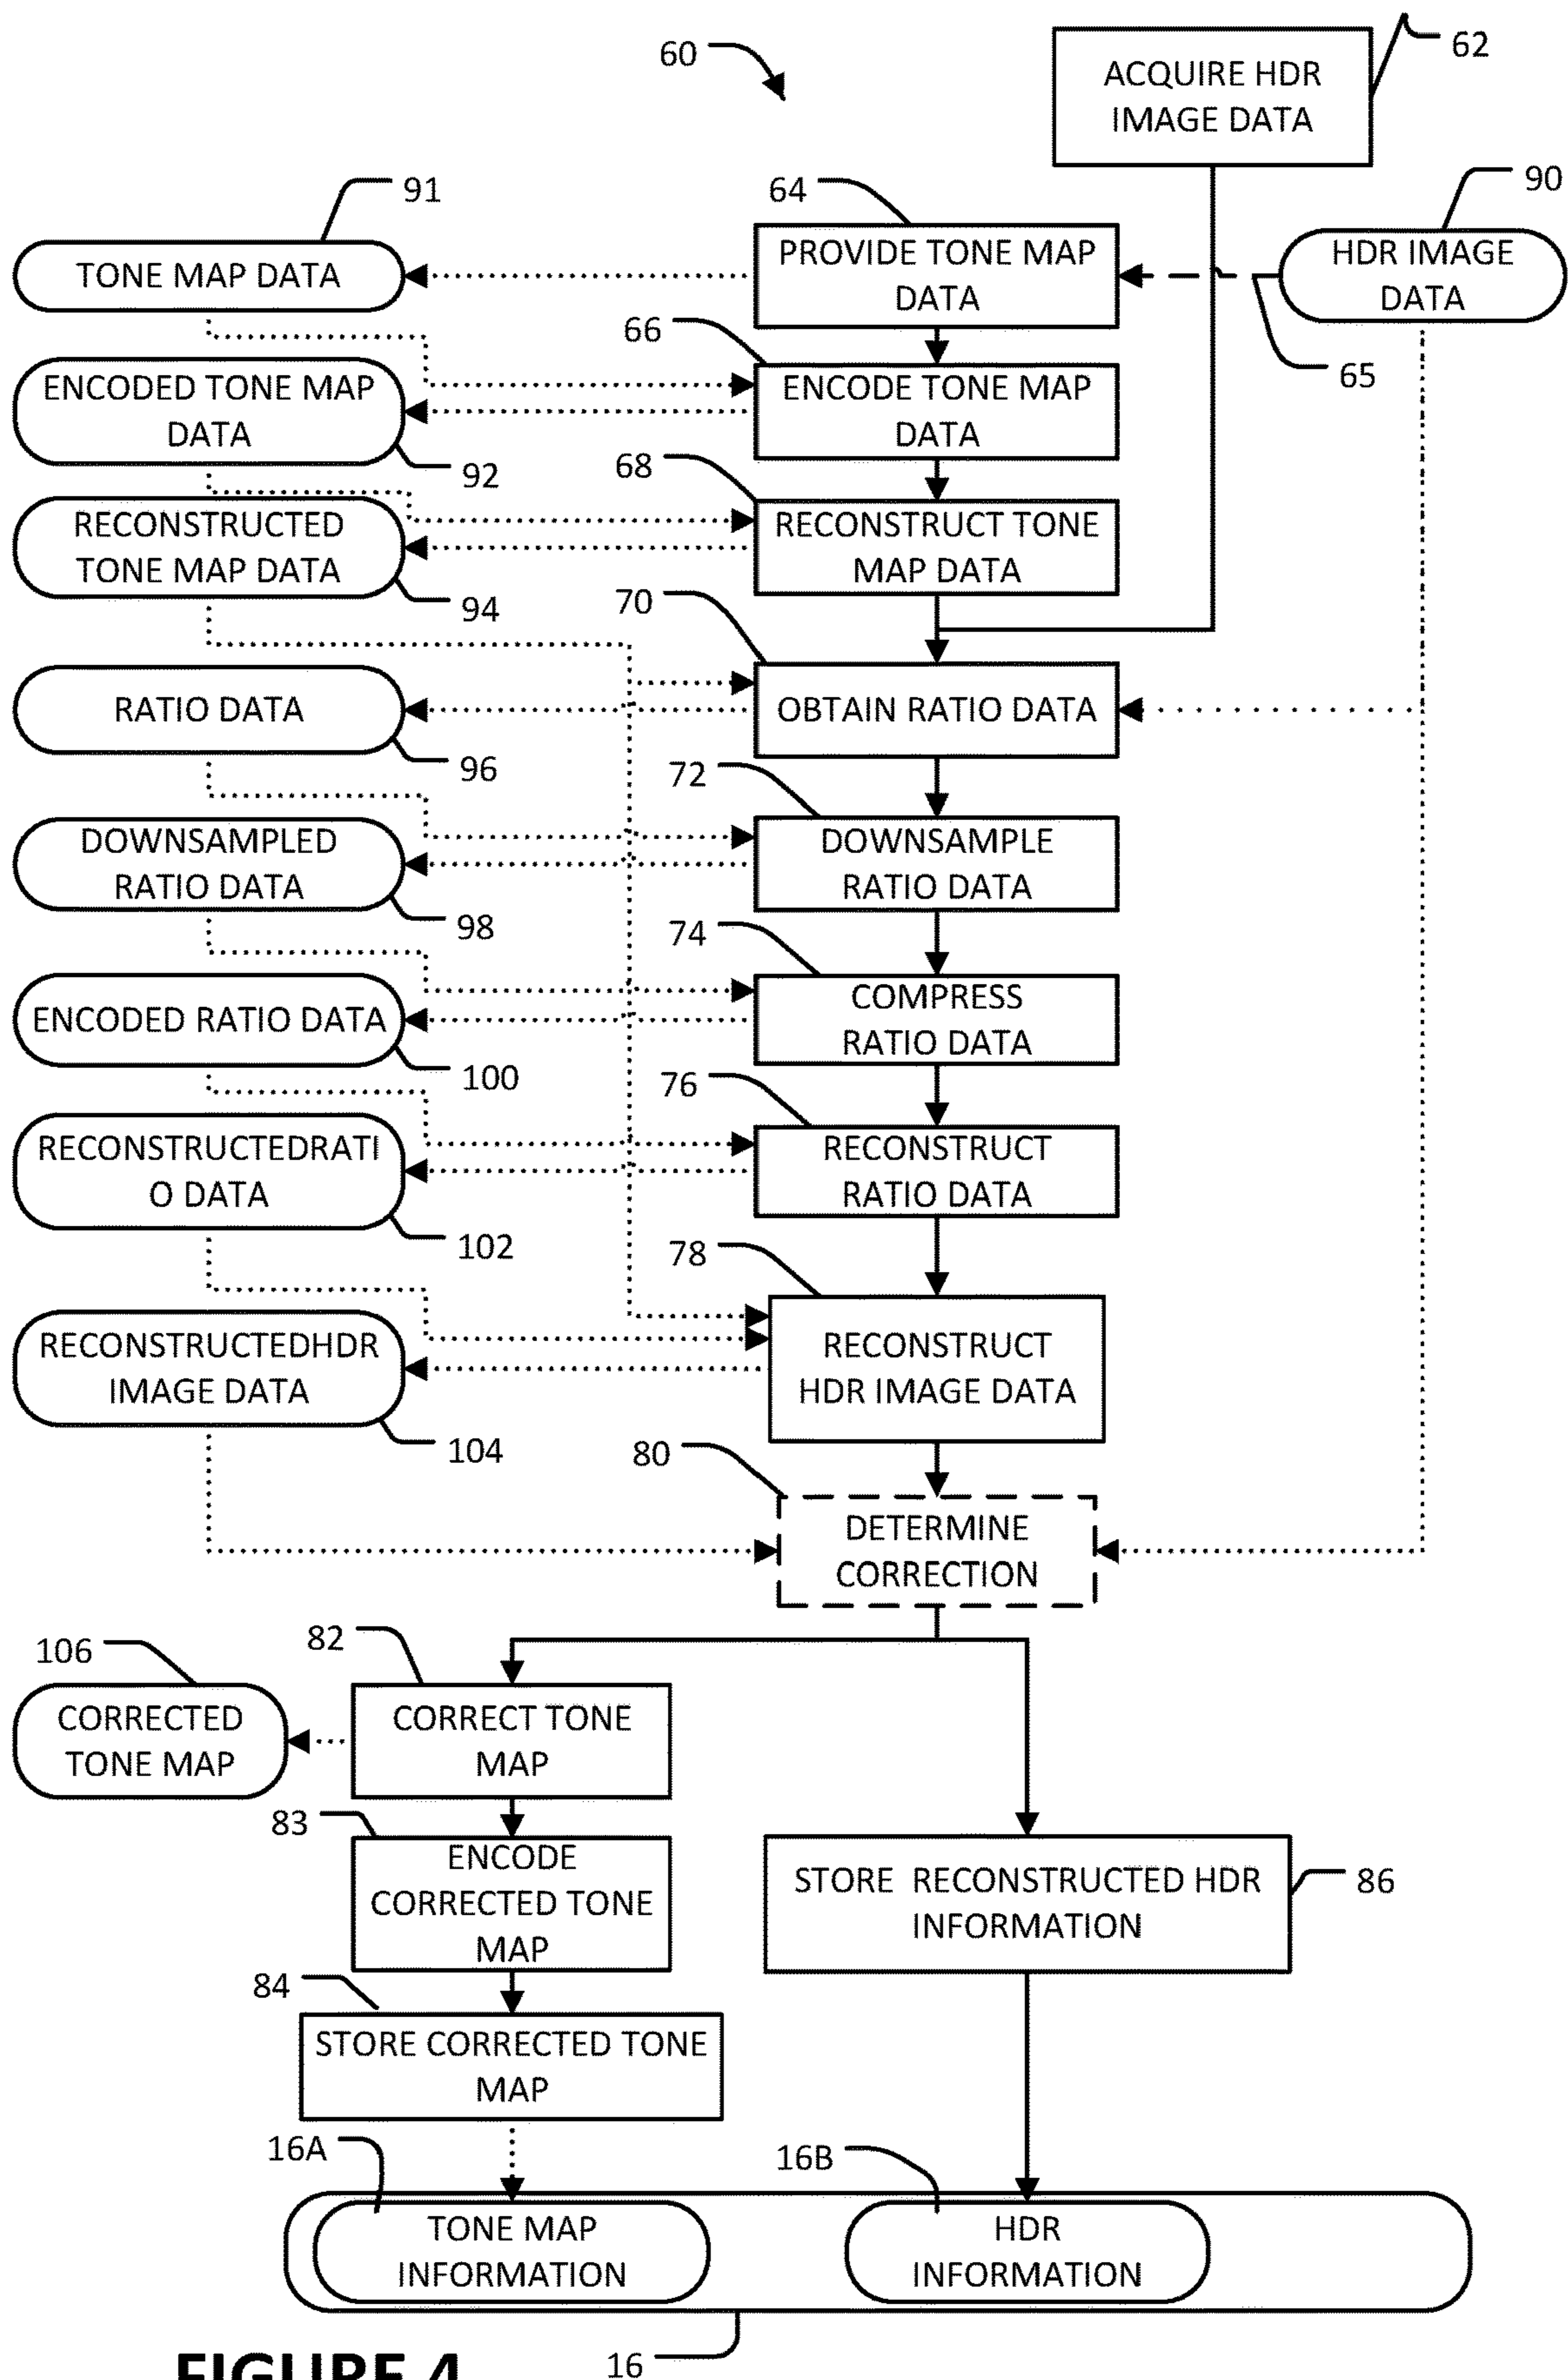 60
ACQUIRE HDR
IMAGE DATA
62
91
64
90
TONE MAP DATA
PROVIDE TONE MAP
DATA
HDR IMAGE
DATA
66
65
ENCODED TONE MAP
DATA
ENCODE TONE MAP
DATA
92
68
RECONSTRUCTED
TONE MAP DATA
RECONSTRUCT TONE
MAP DATA
94
70
RATIO DATA
OBTAIN RATIO DATA
96
72
DOWNSAMPLED
RATIO DATA
DOWNSAMPLE
RATIO DATA
98
74
ENCODED RATIO DATA
COMPRESS
RATIO DATA
100
76
RECONSTRUCTEDRATI
O DATA
RECONSTRUCT
RATIO DATA
102
78
RECONSTRUCTEDHDR
IMAGE DATA
RECONSTRUCT
HDR IMAGE DATA
104
80
DETERMINE
CORRECTION
106
82
CORRECTED
TONE MAP
CORRECT TONE
MAP
83
ENCODE
CORRECTED TONE
MAP
STORE RECONSTRUCTED HDR
INFORMATION
86
84
STORE CORRECTED TONE
MAP
16A
16B
TONE MAP
INFORMATION
HDR
INFORMATION
16
FIGURE 4